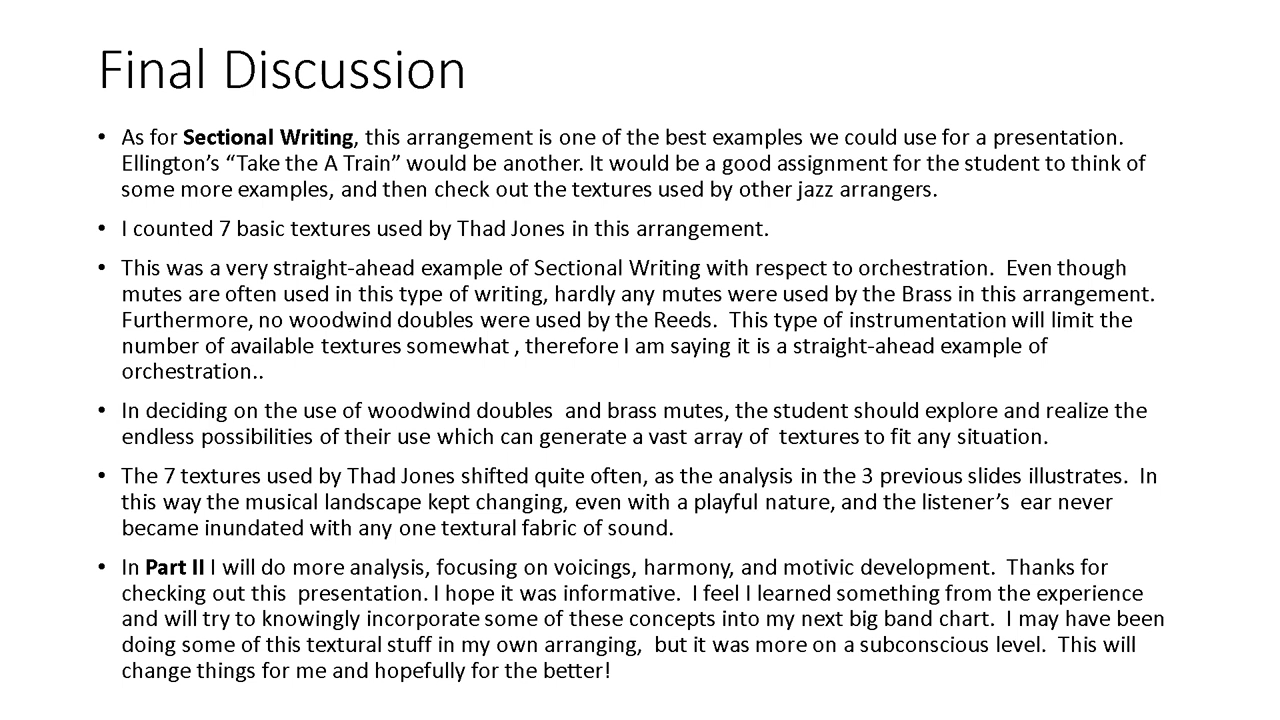 Final Discussion
• As for Sectional Writing, this arrangement is one of the best examples we could use for a presentation.
Ellington's “Take the A Train” would be another. It would be a good assignment for the student to think of
some more examples, and then check out the textures used by other jazz arrangers.
• I counted 7 basic textures used by Thad Jones in this arrangement.
• This was a very straight-ahead example of Sectional Writing with respect to orchestration.  Even though
mutes are often used in this type of writing, hardly any mutes were used by the Brass in this arrangement.
Furthermore, no woodwind doubles were used by the Reeds.  This type of instrumentation will limit the
number of available textures somewhat , therefore I am saying it is a straight-ahead example of
orchestration..
• In deciding on the use of woodwind doubles  and brass mutes, the student should explore and realize the
endless possibilities of their use which can generate a vast array of  textures to fit any situation.
• The 7 textures used by Thad Jones shifted quite often, as the analysis in the 3 previous slides illustrates.  In
this way the musical landscape kept changing, even with a playful nature, and the listener's  ear never
became inundated with any one textural fabric of sound.
• In Part II I will do more analysis, focusing on voicings, harmony, and motivic development.  Thanks for
checking out this  presentation. I hope it was informative.  I feel I learned something from the experience
and will try to knowingly incorporate some of these concepts into my next big band chart.  I may have been
doing some of this textural stuff in my own arranging,  but it was more on a subconscious level.  This will
change things for me and hopefully for the better!